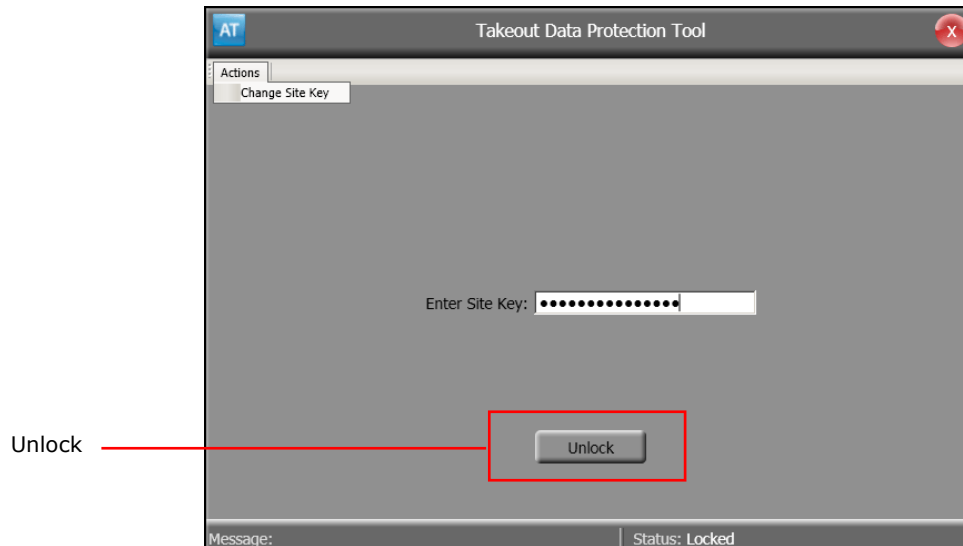 AT
Takeout Data Protection Tool
X
Actions
Change Site Key
Enter Site Key: ●●●●●●●●●●●●●●●
Unlock
Unlock
Message:
Status: Locked